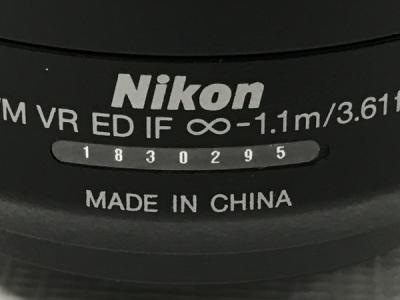 Nikon
VR ED IF ∞-1.1m/3.61f
1830295
MADE IN CHINA